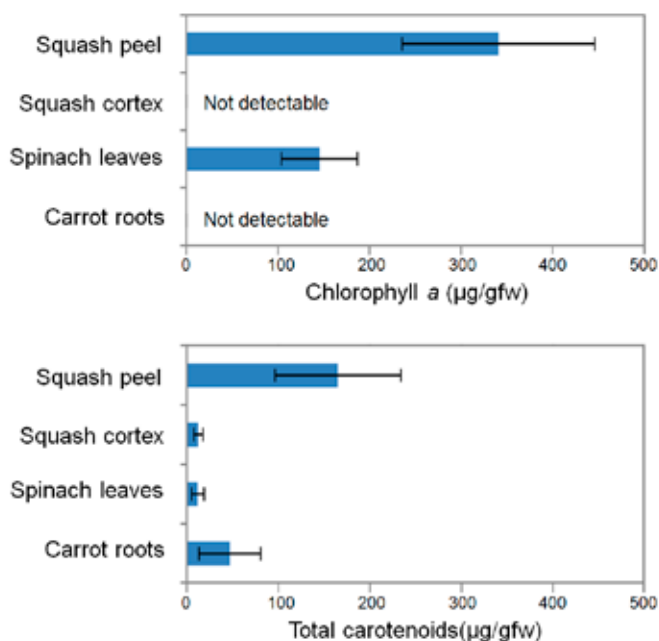 Squash peel
Squash cortex Not detectable
Spinach leaves
Carrot roots Not detectable
0 100 200 300 400 500
Chlorophyll a (µg/gfw)
Squash peel
Squash cortex
Spinach leaves
Carrot roots
0 100 200 300 400 500
Total carotenoids(µg/gfw)